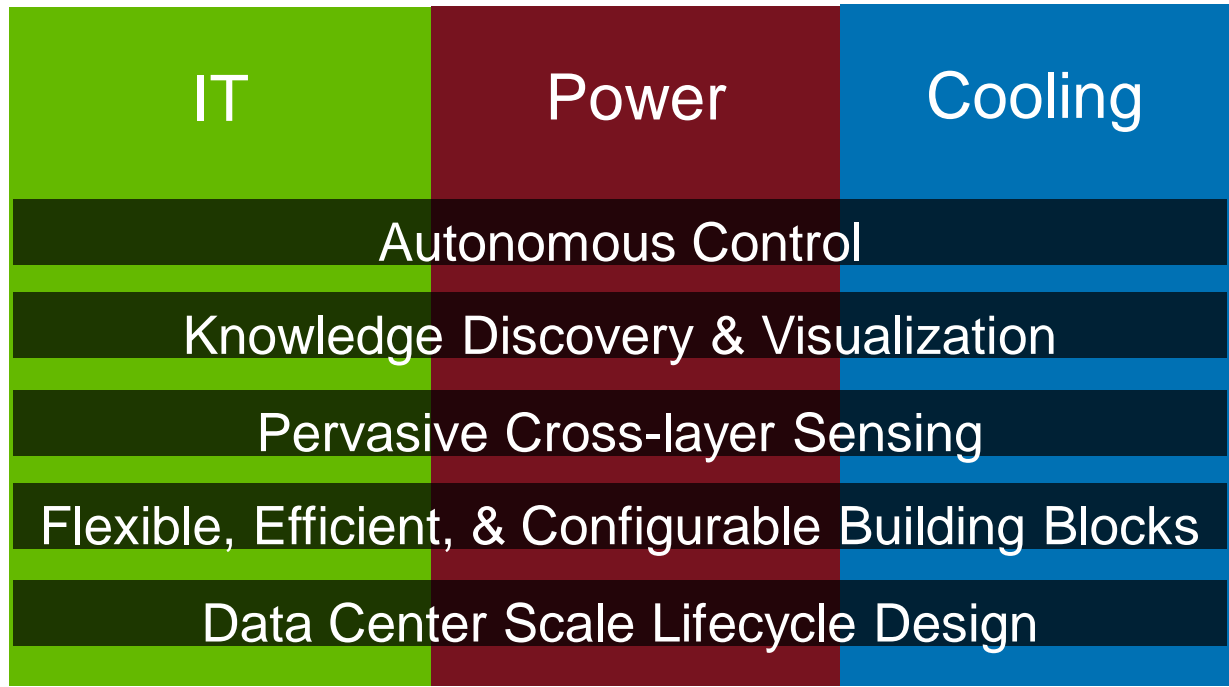 IT
Power
Cooling
Autonomous Control
Knowledge Discovery & Visualization
Pervasive Cross-layer Sensing
Flexible, Efficient, & Configurable Building Blocks
Data Center Scale Lifecycle Design